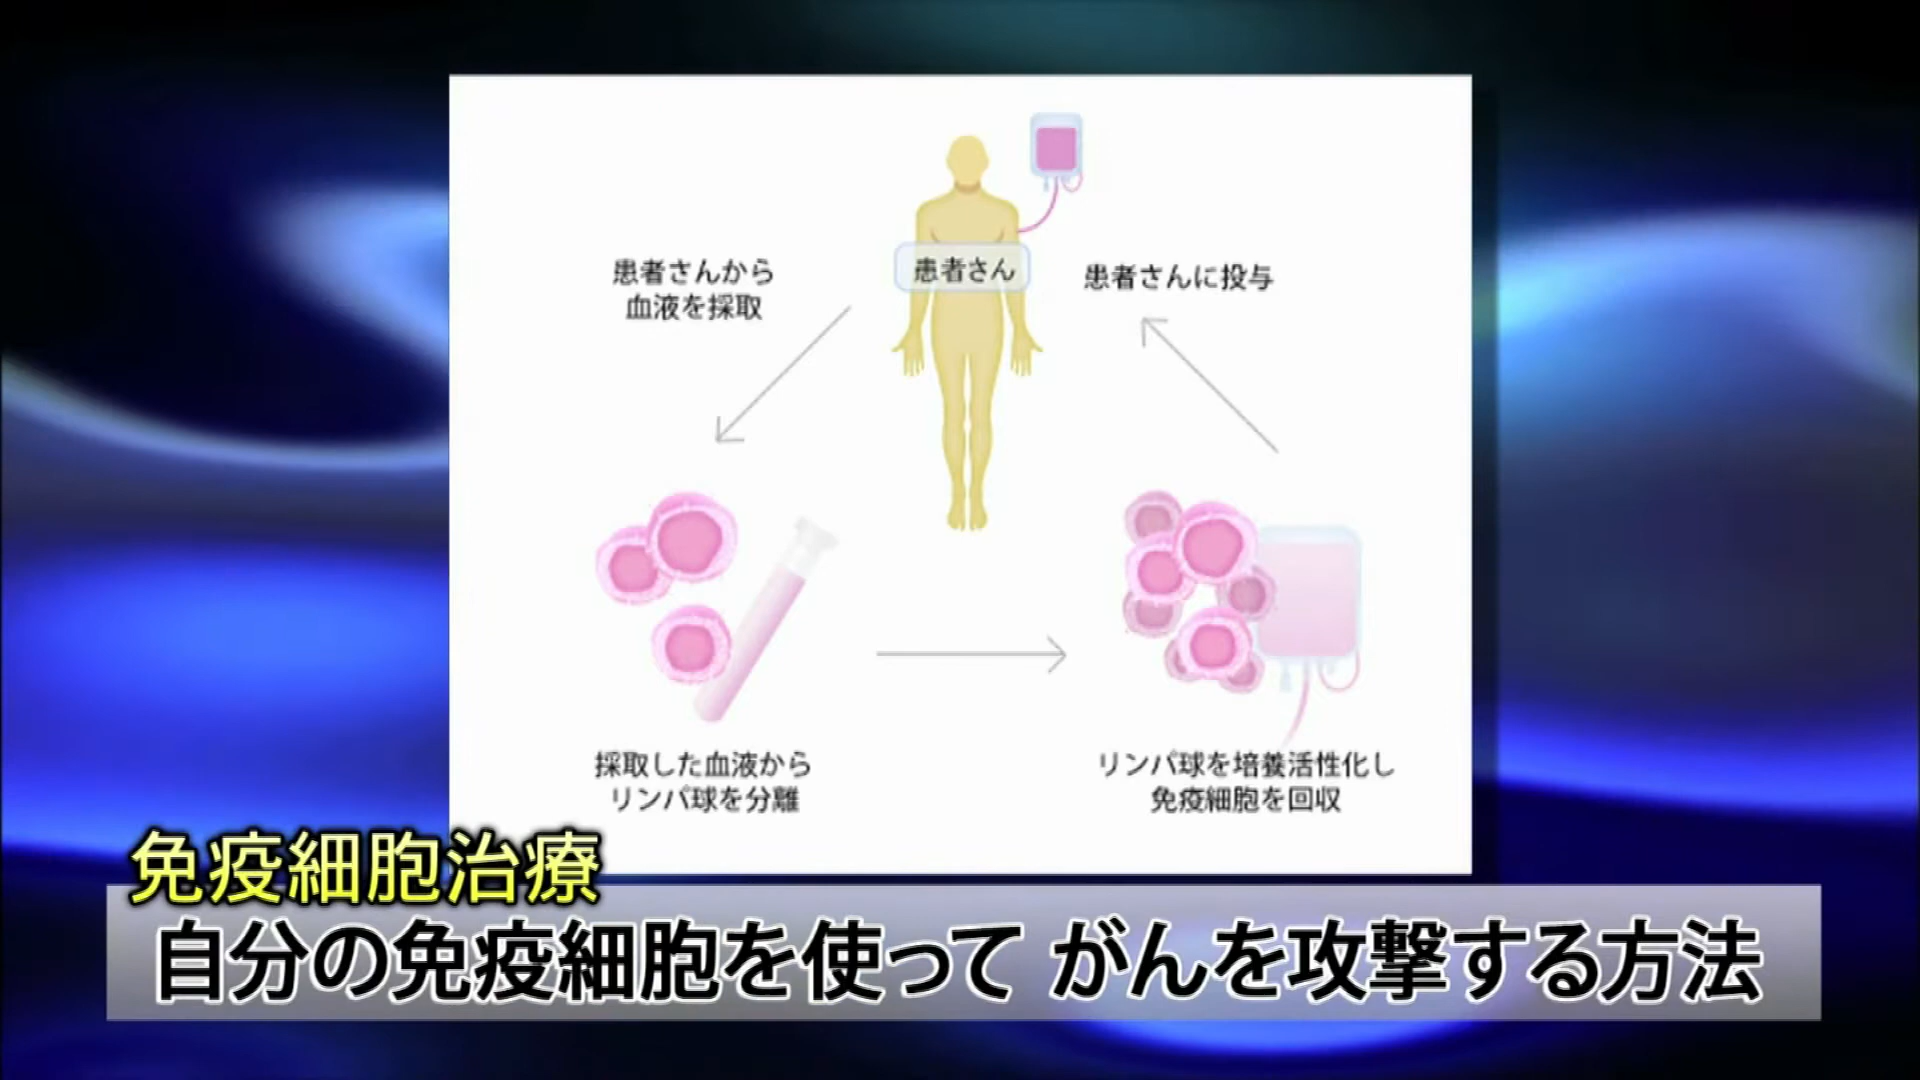 患者さんから
血液を採取
患者さん
患者さんに投与
採取した血液から
リンパ球を分離
リンパ球を培養活性化し
免疫細胞を回収
免疫細胞治療
自分の免疫細胞を使って がんを攻撃する方法